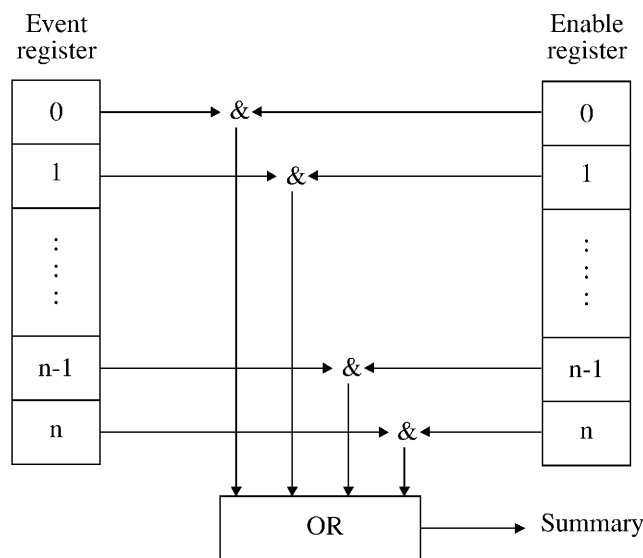 Event
register
Enable
register
0
&
0
1
&
1
n-1
&
n-1
n
&
n
OR
Summary